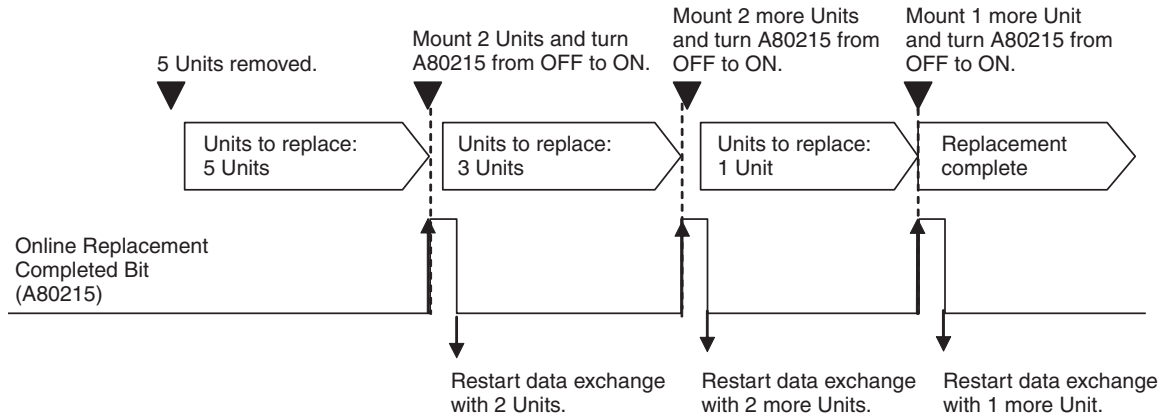 5 Units removed.
Mount 2 Units and turn
A80215 from OFF to ON.
Mount 2 more Units
and turn A80215 from
OFF to ON.
Mount 1 more Unit
and turn A80215 from
OFF to ON.
Units to replace:
5 Units
Units to replace:
3 Units
Units to replace:
1 Unit
Replacement
complete
Online Replacement
Completed Bit
(A80215)
Restart data exchange
with 2 Units.
Restart data exchange
with 2 more Units.
Restart data exchange
with 1 more Unit.